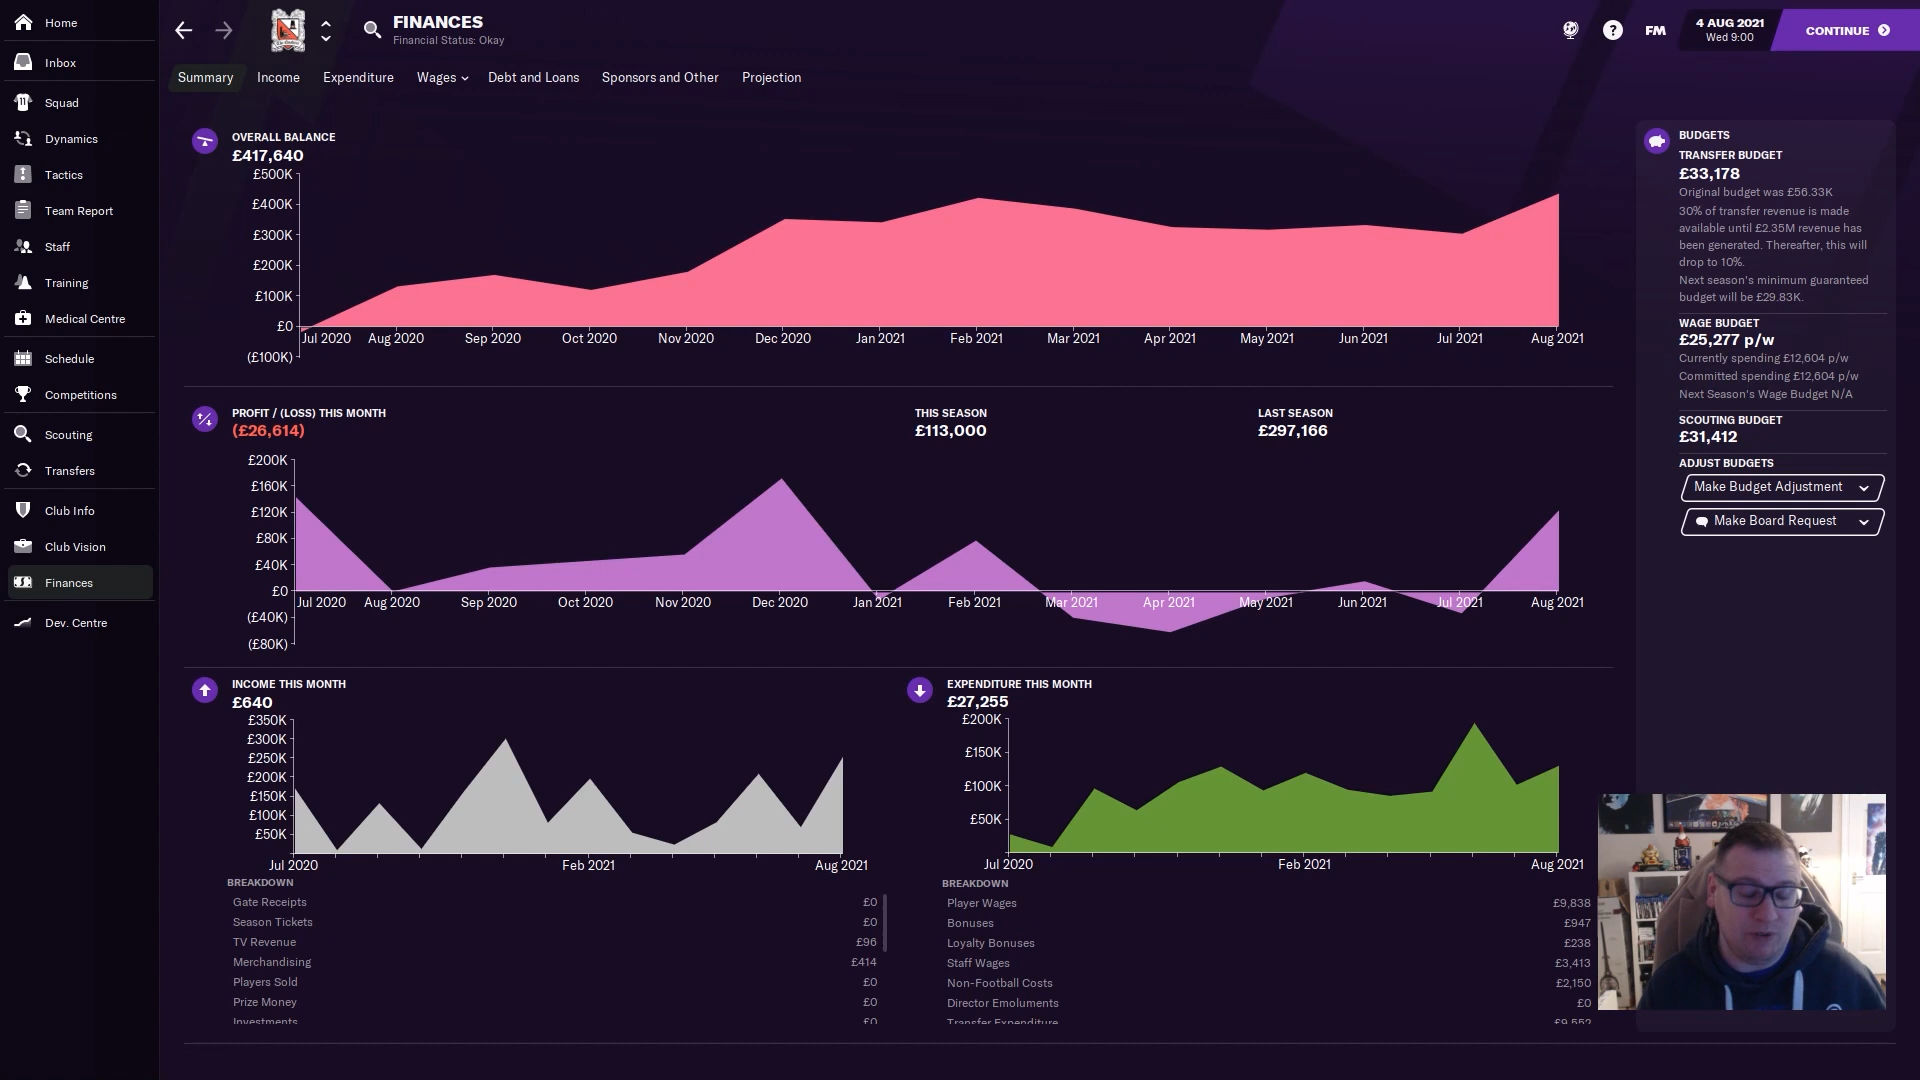 Home
Inbox
Squad
Dynamics
Tactics
Team Report
Staff
Training
Medical Centre
Schedule
Competitions
Scouting
Transfers
Club Info
Club Vision
Finances
Dev. Centre
FINANCES
Financial Status: Okay
FM
4 AUG 2021
Wed 9:00
CONTINUE
Summary
Income
Expenditure
Wages
Debt and Loans
Sponsors and Other
Projection
OVERALL BALANCE
£417,640
£500K
£400K
£300K
£200K
£100K
£0
(£100K)
Jul 2020
Aug 2020
Sep 2020
Oct 2020
Nov 2020
Dec 2020
Jan 2021
Feb 2021
Mar 2021
Apr 2021
May 2021
Jun 2021
Jul 2021
Aug 2021
PROFIT / (LOSS) THIS MONTH
(£26,614)
THIS SEASON
£113,000
LAST SEASON
£297,166
£200K
£160K
£120K
£80K
£40K
£0
(£40K)
(£80K)
Jul 2020
Aug 2020
Sep 2020
Oct 2020
Nov 2020
Dec 2020
Jan 2021
Feb 2021
Mar 2021
Apr 2021
May 2021
Jun 2021
Jul 2021
Aug 2021
INCOME THIS MONTH
£640
£350K
£300K
£250K
£200K
£150K
£100K
£50K
Jul 2020
Feb 2021
Aug 2021
BREAKDOWN
Gate Receipts £0
Season Tickets £0
TV Revenue £96
Merchandising £414
Players Sold £0
Prize Money £0
Investments £0
EXPENDITURE THIS MONTH
£27,255
£200K
£150K
£100K
£50K
Jul 2020
Feb 2021
Aug 2021
BREAKDOWN
Player Wages £9,838
Bonuses £947
Loyalty Bonuses £238
Staff Wages £3,413
Non-Football Costs £2,150
Director Emoluments £0
Transfer Expenditure £9,552
BUDGETS
TRANSFER BUDGET
£33,178
Original budget was £56.33K
30% of transfer revenue is made
available until £2.35M revenue has
been generated. Thereafter, this will
drop to 10%.
Next season's minimum guaranteed
budget will be £29.83K.
WAGE BUDGET
£25,277 p/w
Currently spending £12,604 p/w
Committed spending £12,604 p/w
Next Season's Wage Budget N/A
SCOUTING BUDGET
£31,412
ADJUST BUDGETS
Make Budget Adjustment
Make Board Request